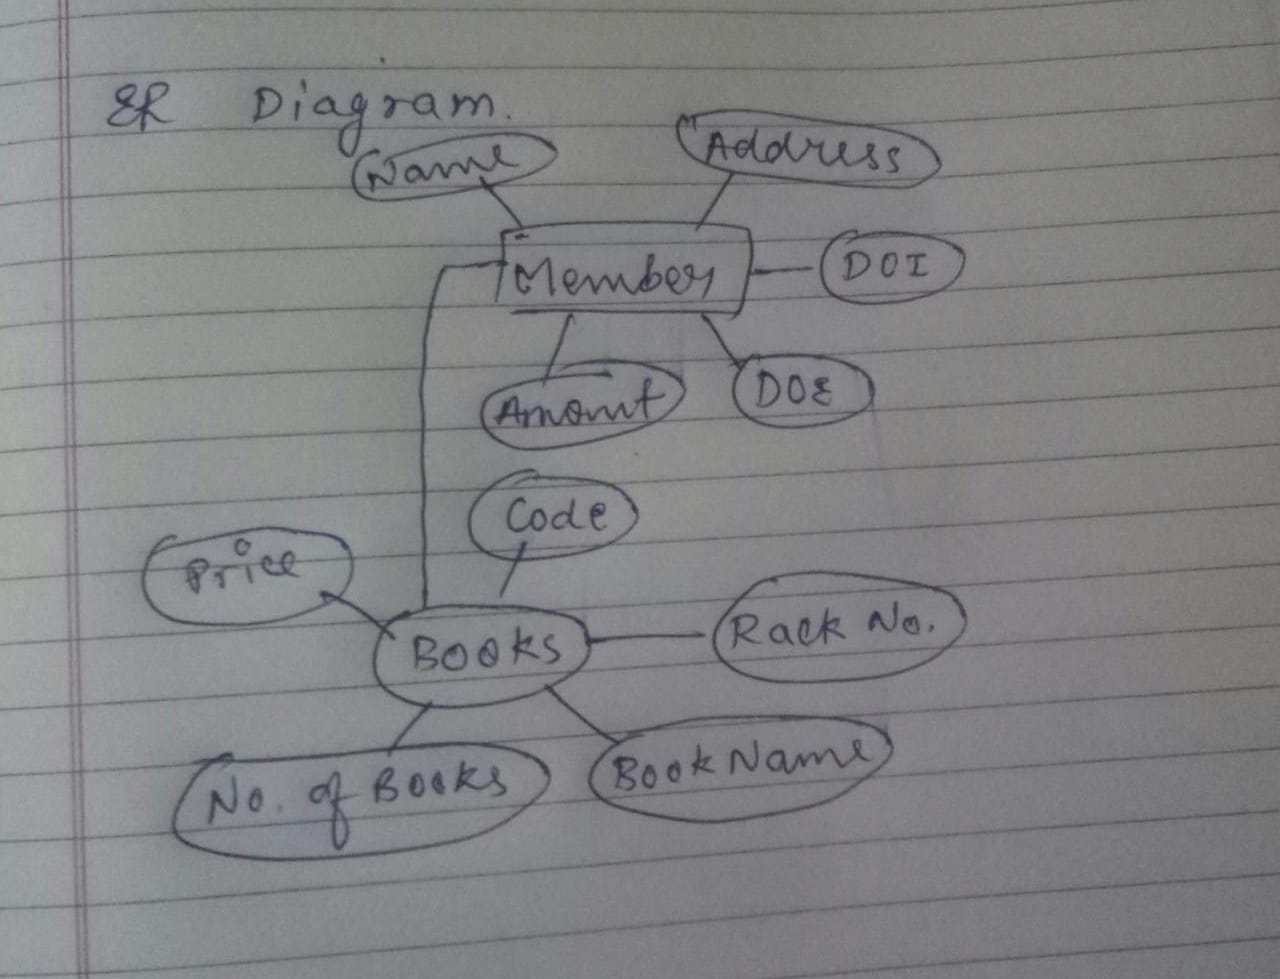 ER Diagram.
Name
Address
Member
DOI
Amount
DOE
Code
Price
Books
Rack No.
No. of Books
Book Name